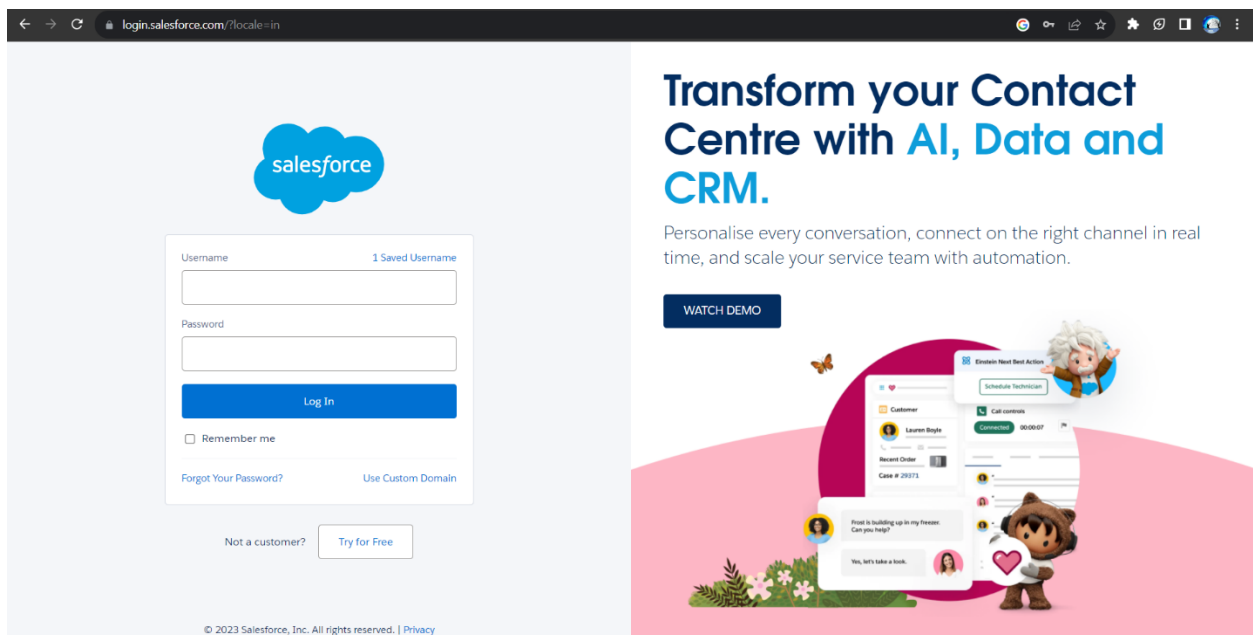 login.salesforce.com/?locale=in
salesforce
Username 1 Saved Username
Password
Log In
Remember me
Forgot Your Password? Use Custom Domain
Not a customer? Try for Free
© 2023 Salesforce, Inc. All rights reserved. | Privacy
Transform your Contact
Centre with AI, Data and
CRM.
Personalise every conversation, connect on the right channel in real
time, and scale your service team with automation.
WATCH DEMO
Einstein Next Best Action
Schedule Technician
Customer
Lauren Boyle
Recent Order
Case # 29371
Call controls
Connected 00:00:07
Frost is building up in my freezer.
Can you help?
Yes, let's take a look.